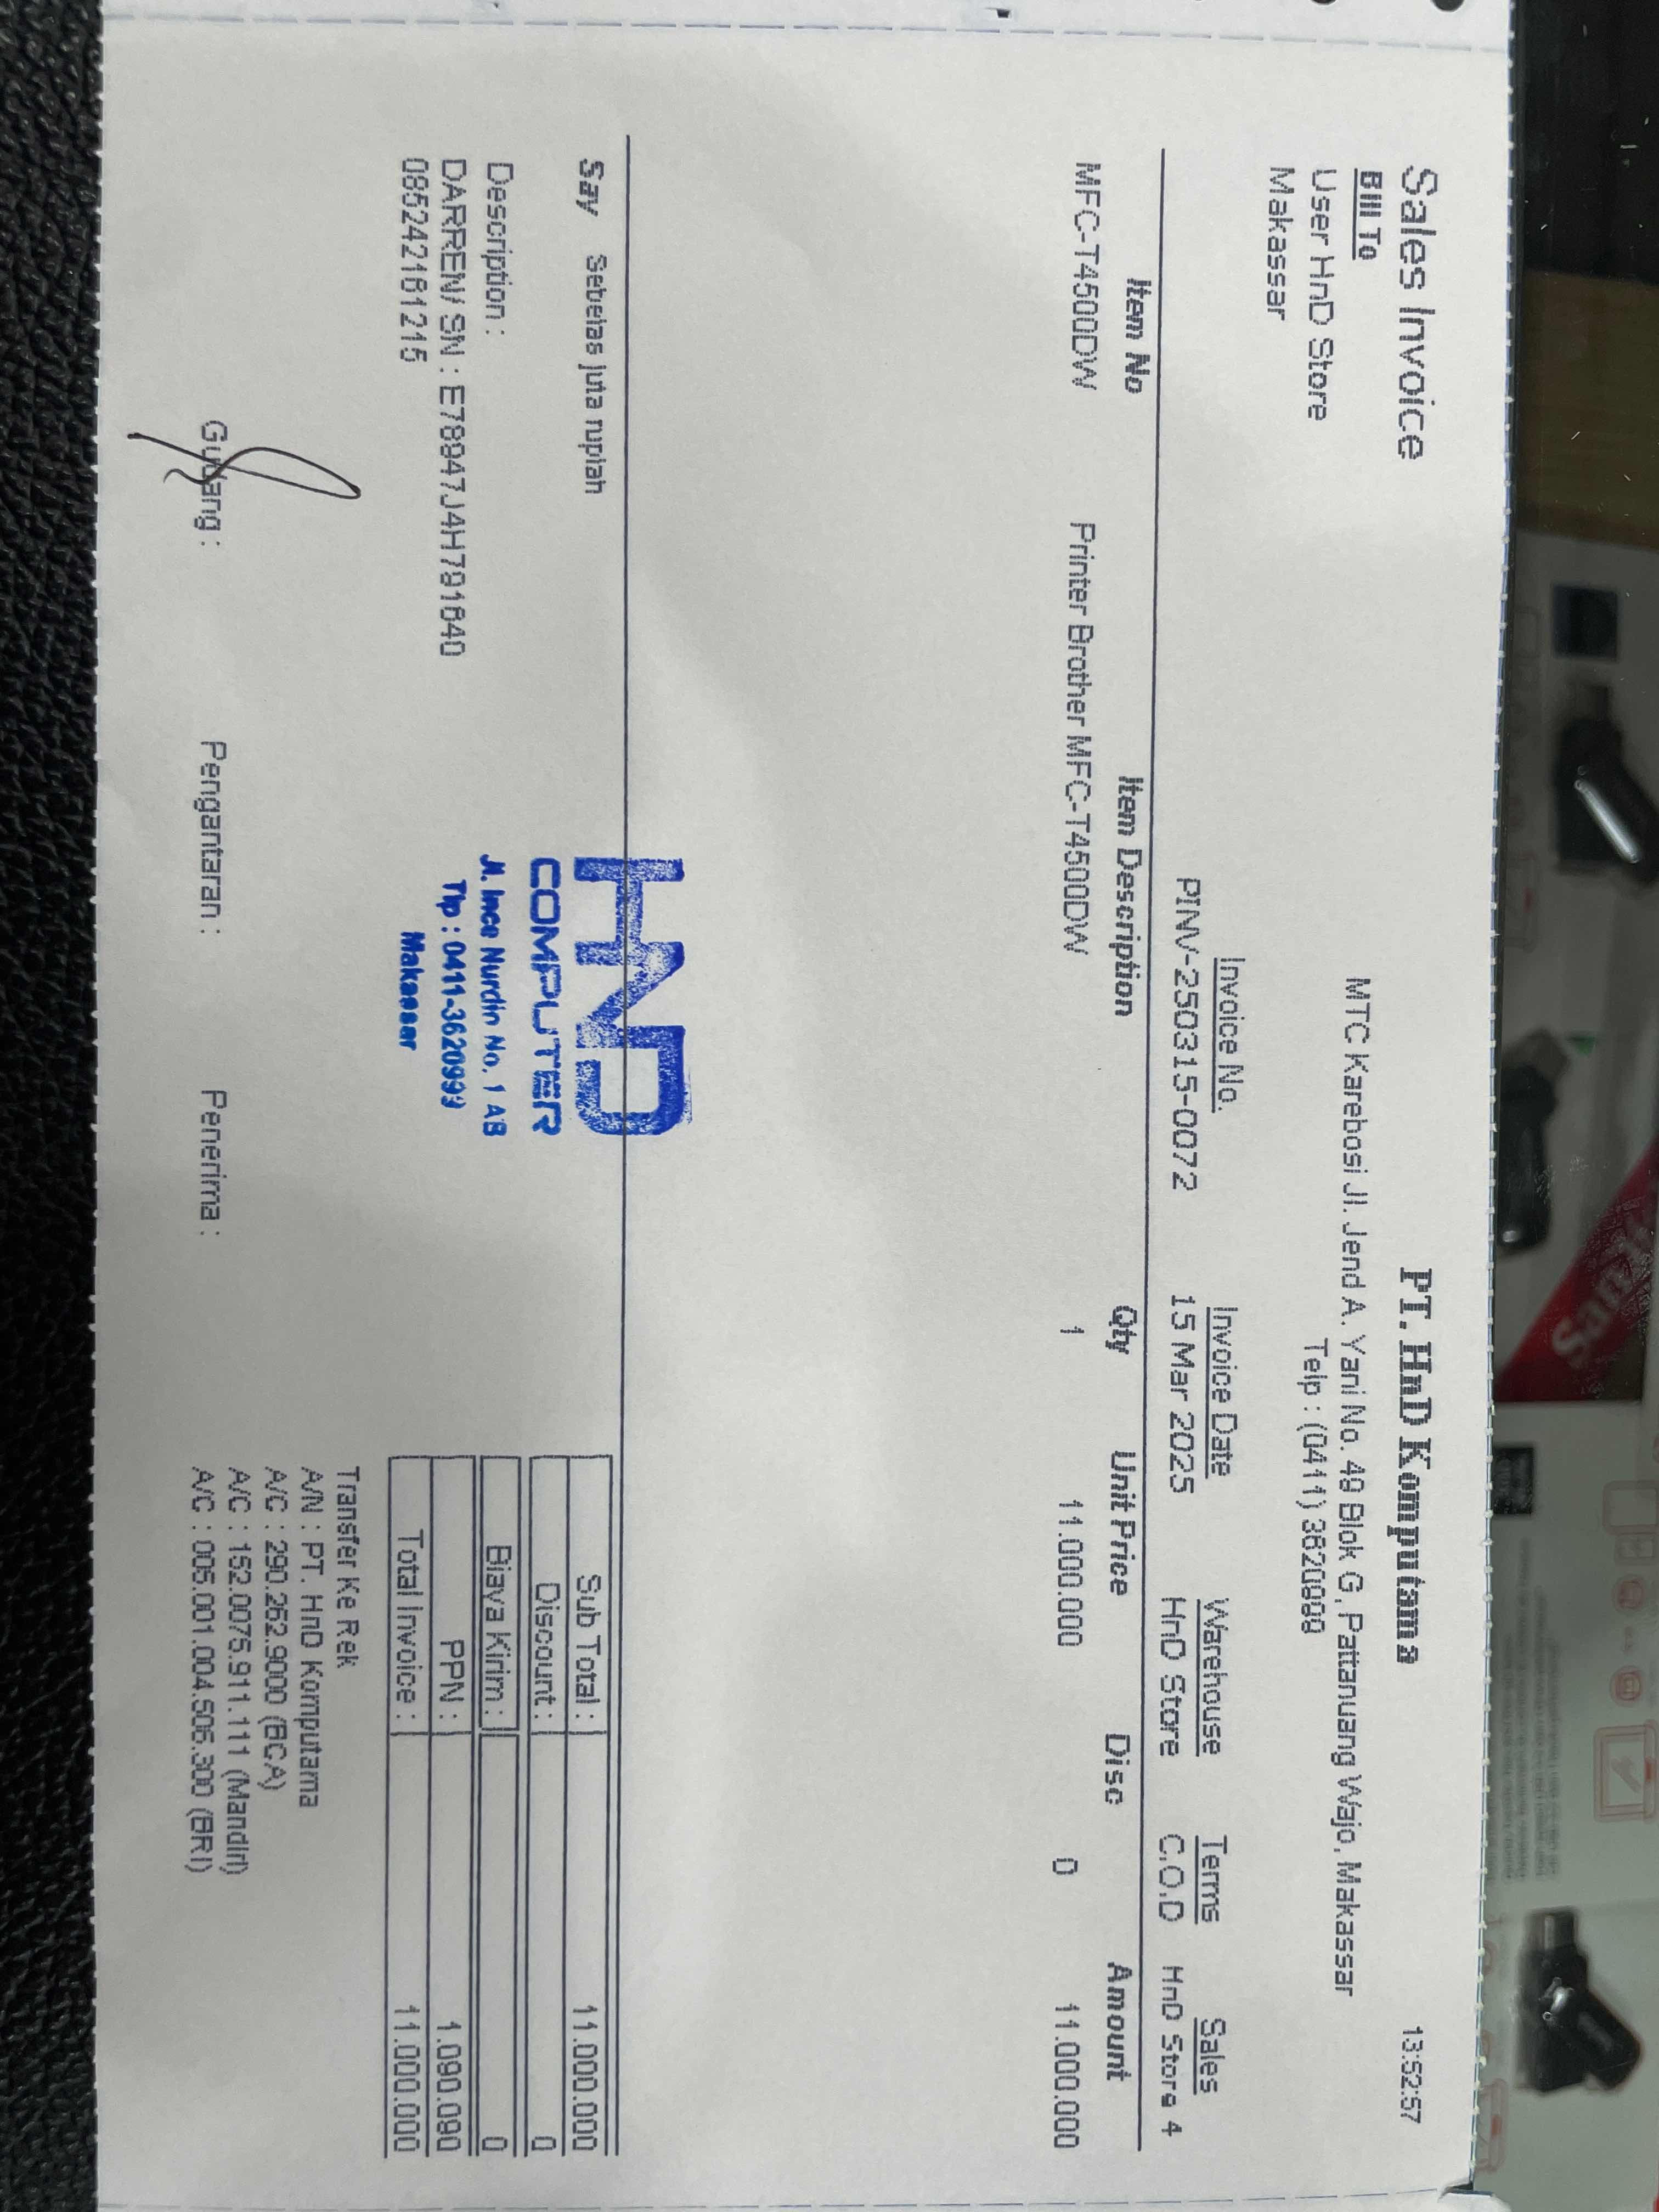 Sales Invoice
PT. HnD Komputama
13:52:57
Bill To
MTC Karebosi Jl. Jend A. Yani No. 49 Blok G, Pattanuang Wajo, Makassar
User HnD Store
Telp : (0411) 3620999
Makassar
Invoice No. Invoice Date Warehouse Terms Sales
PINV-250315-0072 15 Mar 2025 HnD Store C.O.D HnD Store 4
Item No Item Description Qty Unit Price Disc Amount
MFC-T4500DW Printer Brother MFC-T4500DW 1 11.000.000 0 11.000.000
Say Sebelas juta rupiah
Sub Total : 11.000.000
Discount : 0
Biaya Kirim : 0
PPN : 1.090.090
Total Invoice : 11.000.000
Description :
DARREN/ SN : E78947J4H791640
085242161215
HND
COMPUTER
Jl. Ince Nurdin No. 1 AB
Tlp : 0411-3620999
Makassar
Transfer Ke Rek
A/N : PT. HnD Komputama
A/C : 290.262.9000 (BCA)
A/C : 152.0075.911.111 (Mandiri)
A/C : 005.001.004.506.300 (BRI)
Gudang :
Pengantaran :
Penerima :